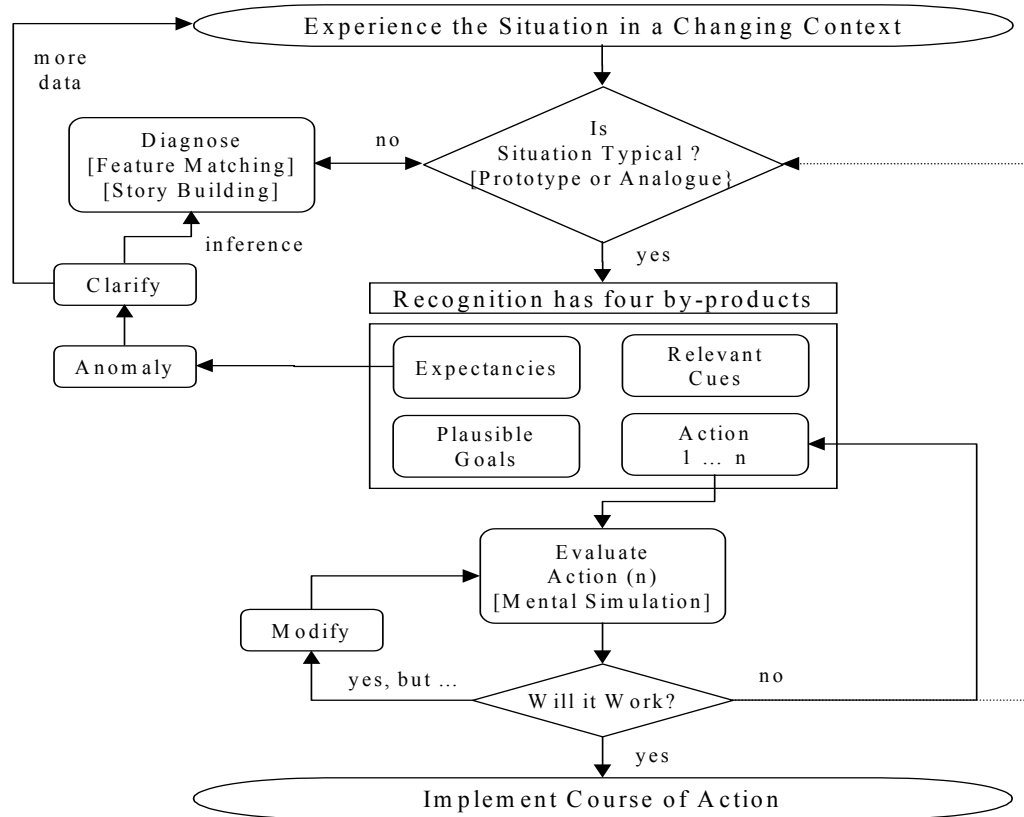 Experience the Situation in a Changing Context
more
data
Is
Situation Typical ?
[Prototype or Analogue}
no
Diagnose
[Feature Matching]
[Story Building]
inference
yes
Clarify
Recognition has four by-products
Anomaly
Expectancies
Relevant
Cues
Plausible
Goals
Action
1 ... n
Evaluate
Action (n)
[Mental Simulation]
Modify
yes, but ...
Will it Work?
no
yes
Implement Course of Action